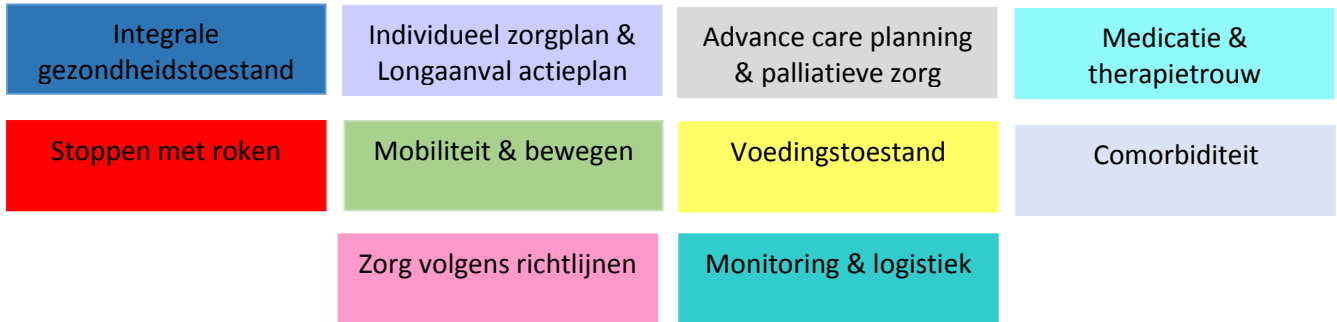 Integrale
gezondheidstoestand
Individueel zorgplan &
Longaanval actieplan
Advance care planning
& palliatieve zorg
Medicatie &
therapietrouw
Stoppen met roken
Mobiliteit & bewegen
Voedingstoestand
Comorbiditeit
Zorg volgens richtlijnen
Monitoring & logistiek